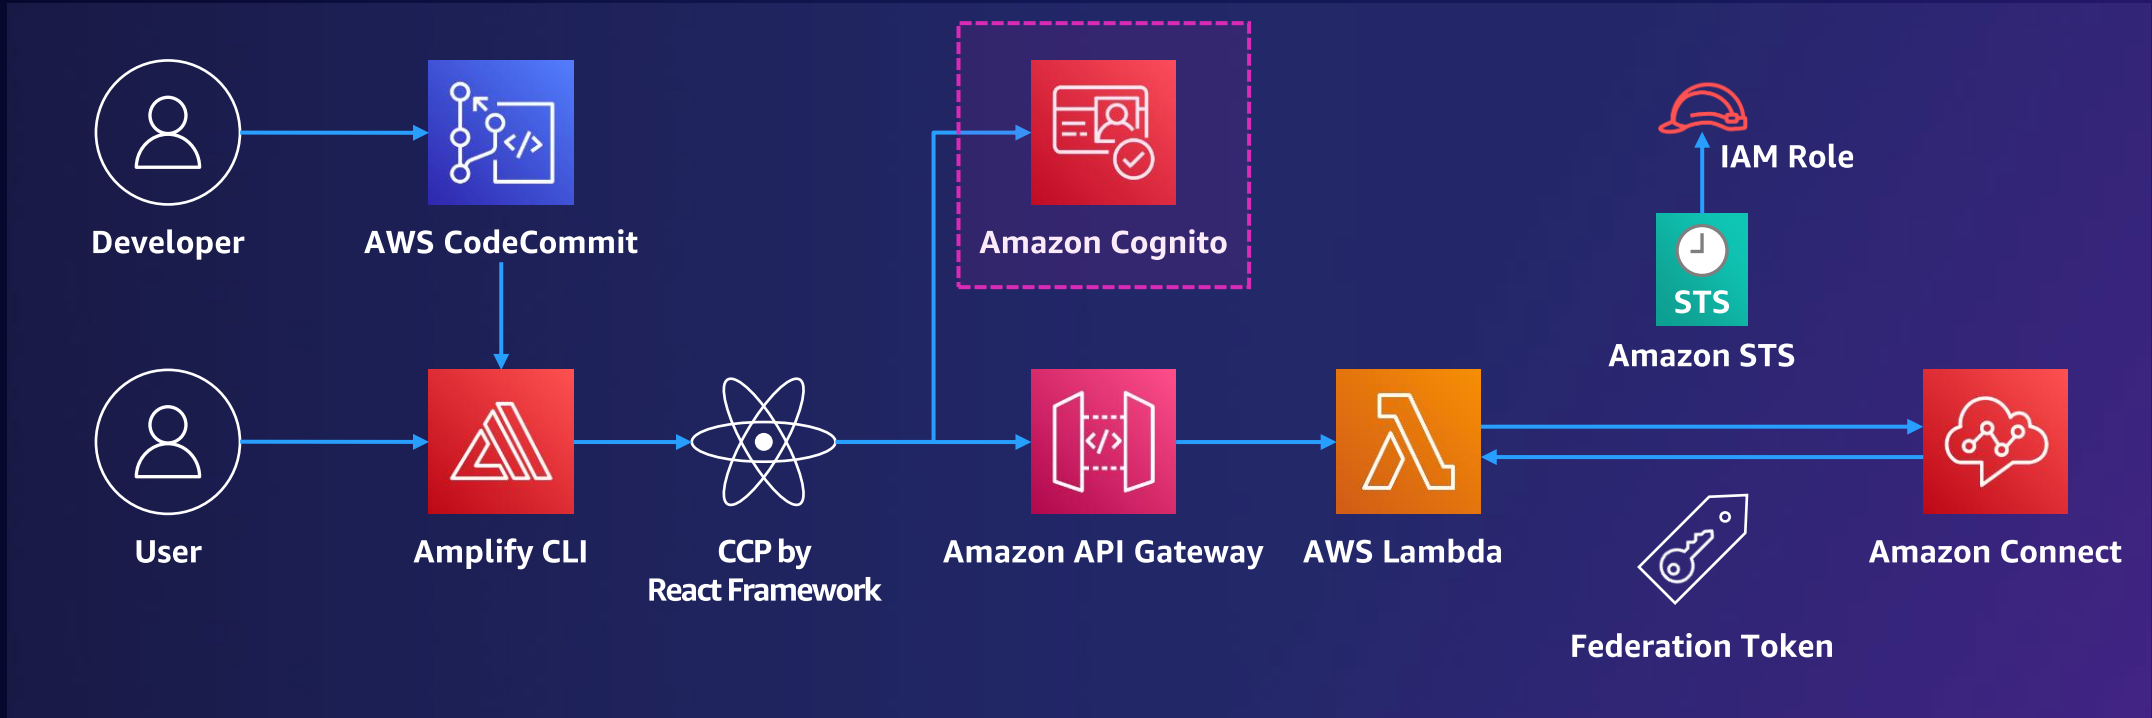 Developer
AWS CodeCommit
Amazon Cognito
IAM Role
STS
Amazon STS
User
Amplify CLI
CCP by
React Framework
Amazon API Gateway
AWS Lambda
Amazon Connect
Federation Token